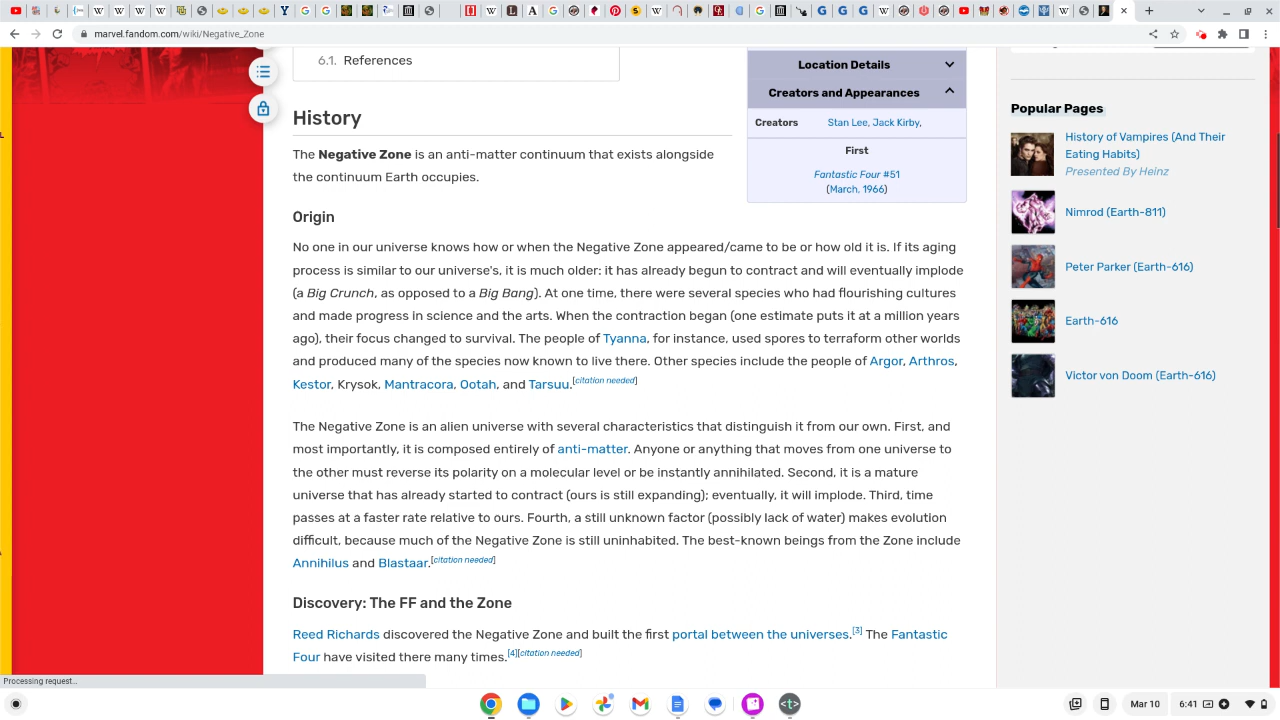 marvel.fandom.com/wiki/Negative_Zone
6.1. References
History
The Negative Zone is an anti-matter continuum that exists alongside
the continuum Earth occupies.
Location Details
Creators and Appearances
Creators Stan Lee, Jack Kirby,
First
Fantastic Four #51
(March, 1966)
Origin
No one in our universe knows how or when the Negative Zone appeared/came to be or how old it is. If its aging
process is similar to our universe's, it is much older: it has already begun to contract and will eventually implode
(a Big Crunch, as opposed to a Big Bang). At one time, there were several species who had flourishing cultures
and made progress in science and the arts. When the contraction began (one estimate puts it at a million years
ago), their focus changed to survival. The people of Tyanna, for instance, used spores to terraform other worlds
and produced many of the species now known to live there. Other species include the people of Argor, Arthros,
Kestor, Krysok, Mantracora, Ootah, and Tarsuu.[citation needed]
The Negative Zone is an alien universe with several characteristics that distinguish it from our own. First, and
most importantly, it is composed entirely of anti-matter. Anyone or anything that moves from one universe to
the other must reverse its polarity on a molecular level or be instantly annihilated. Second, it is a mature
universe that has already started to contract (ours is still expanding); eventually, it will implode. Third, time
passes at a faster rate relative to ours. Fourth, a still unknown factor (possibly lack of water) makes evolution
difficult, because much of the Negative Zone is still uninhabited. The best-known beings from the Zone include
Annihilus and Blastaar.[citation needed]
Discovery: The FF and the Zone
Reed Richards discovered the Negative Zone and built the first portal between the universes.[3] The Fantastic
Four have visited there many times.[4][citation needed]
Popular Pages
History of Vampires (And Their
Eating Habits)
Presented By Heinz
Nimrod (Earth-811)
Peter Parker (Earth-616)
Earth-616
Victor von Doom (Earth-616)
Processing request...
Mar 10 6:41